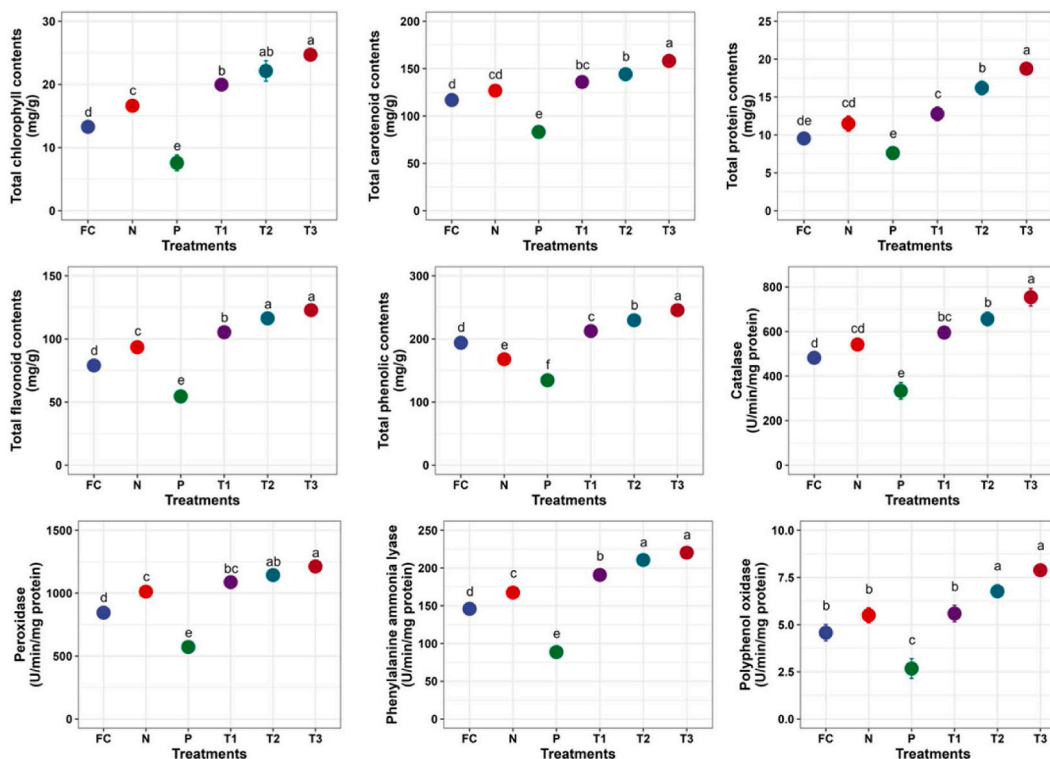 Total chlorophyll contents
(mg/g)
30
20
10
0
d
c
e
b
ab
a
FC N P T1 T2 T3
Treatments
Total carotenoid contents
(mg/g)
200
150
100
50
0
d
cd
e
bc
b
a
FC N P T1 T2 T3
Treatments
Total protein contents
(mg/g)
25
20
15
10
5
0
de
cd
e
c
b
a
FC N P T1 T2 T3
Treatments
Total flavonoid contents
(mg/g)
150
100
50
0
d
c
e
b
a
a
FC N P T1 T2 T3
Treatments
Total phenolic contents
(mg/g)
300
200
100
0
d
e
f
c
b
a
FC N P T1 T2 T3
Treatments
Catalase
(U/min/mg protein)
800
600
400
200
0
d
cd
e
bc
b
a
FC N P T1 T2 T3
Treatments
Peroxidase
(U/min/mg protein)
1500
1000
500
0
d
c
e
bc
ab
a
FC N P T1 T2 T3
Treatments
Phenylalanine ammonia lyase
(U/min/mg protein)
250
200
150
100
50
0
d
c
e
b
a
a
FC N P T1 T2 T3
Treatments
Polyphenol oxidase
(U/min/mg protein)
10.0
7.5
5.0
2.5
0.0
b
b
c
b
a
a
FC N P T1 T2 T3
Treatments